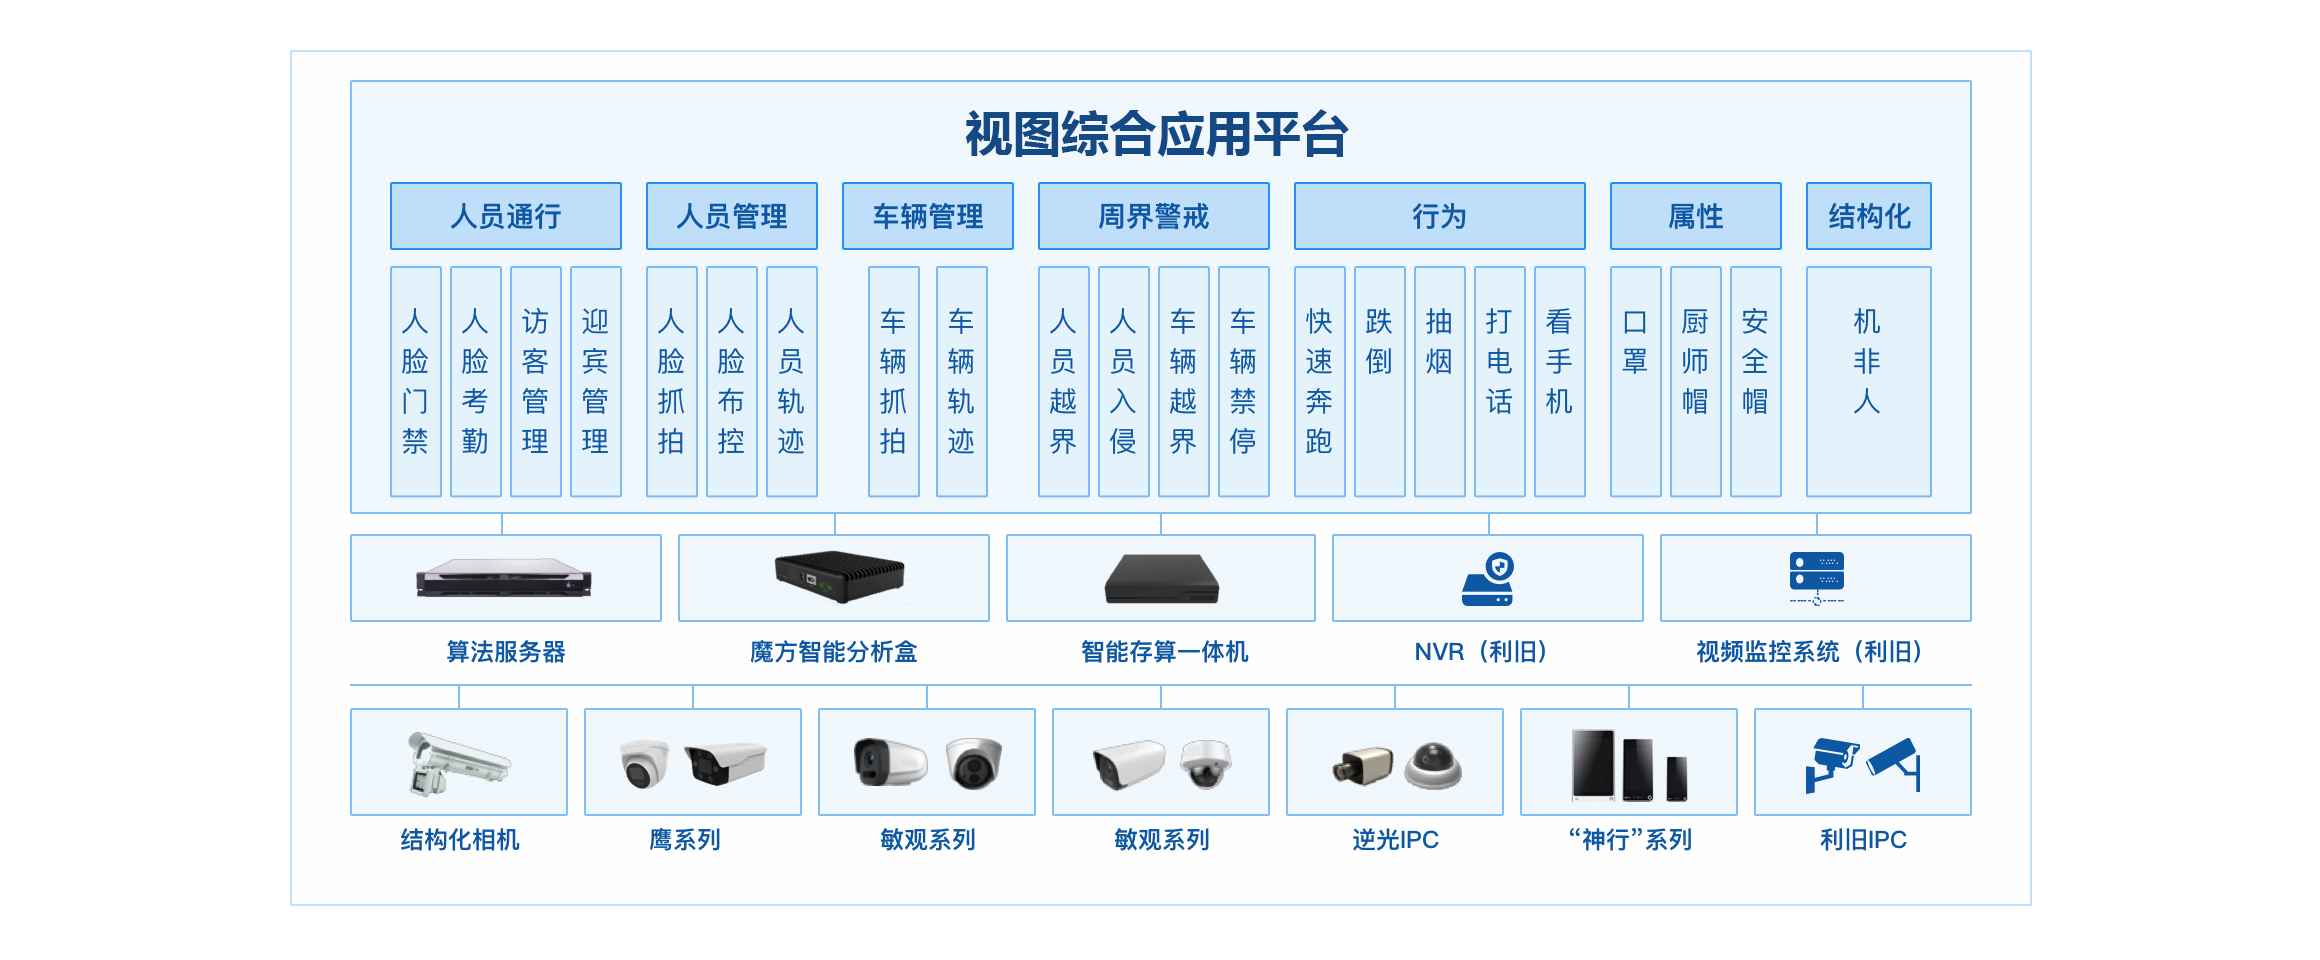 视图综合应用平台
人员通行
人员管理
车辆管理
周界警戒
行为
属性
结构化
人脸门禁
人脸考勤
访客管理
迎宾管理
人脸抓拍
人脸布控
人员轨迹
车辆抓拍
车辆轨迹
人员越界
人员入侵
车辆越界
车辆禁停
快速奔跑
跌倒
抽烟
打电话
看手机
口罩
厨师帽
安全帽
机非人
算法服务器
魔方智能分析盒
智能存算一体机
NVR（利旧）
视频监控系统（利旧）
结构化相机
鹰系列
敏观系列
敏观系列
逆光IPC
“神行”系列
利旧IPC